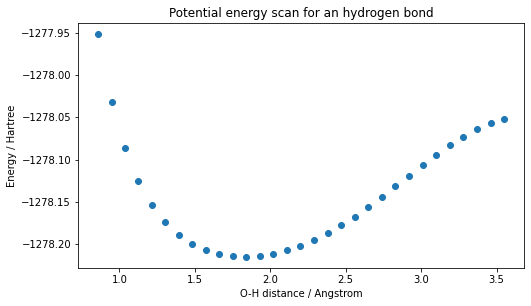 Potential energy scan for an hydrogen bond
Energy / Hartree
−1277.95
−1278.00
−1278.05
−1278.10
−1278.15
−1278.20
1.0 1.5 2.0 2.5 3.0 3.5
O-H distance / Angstrom